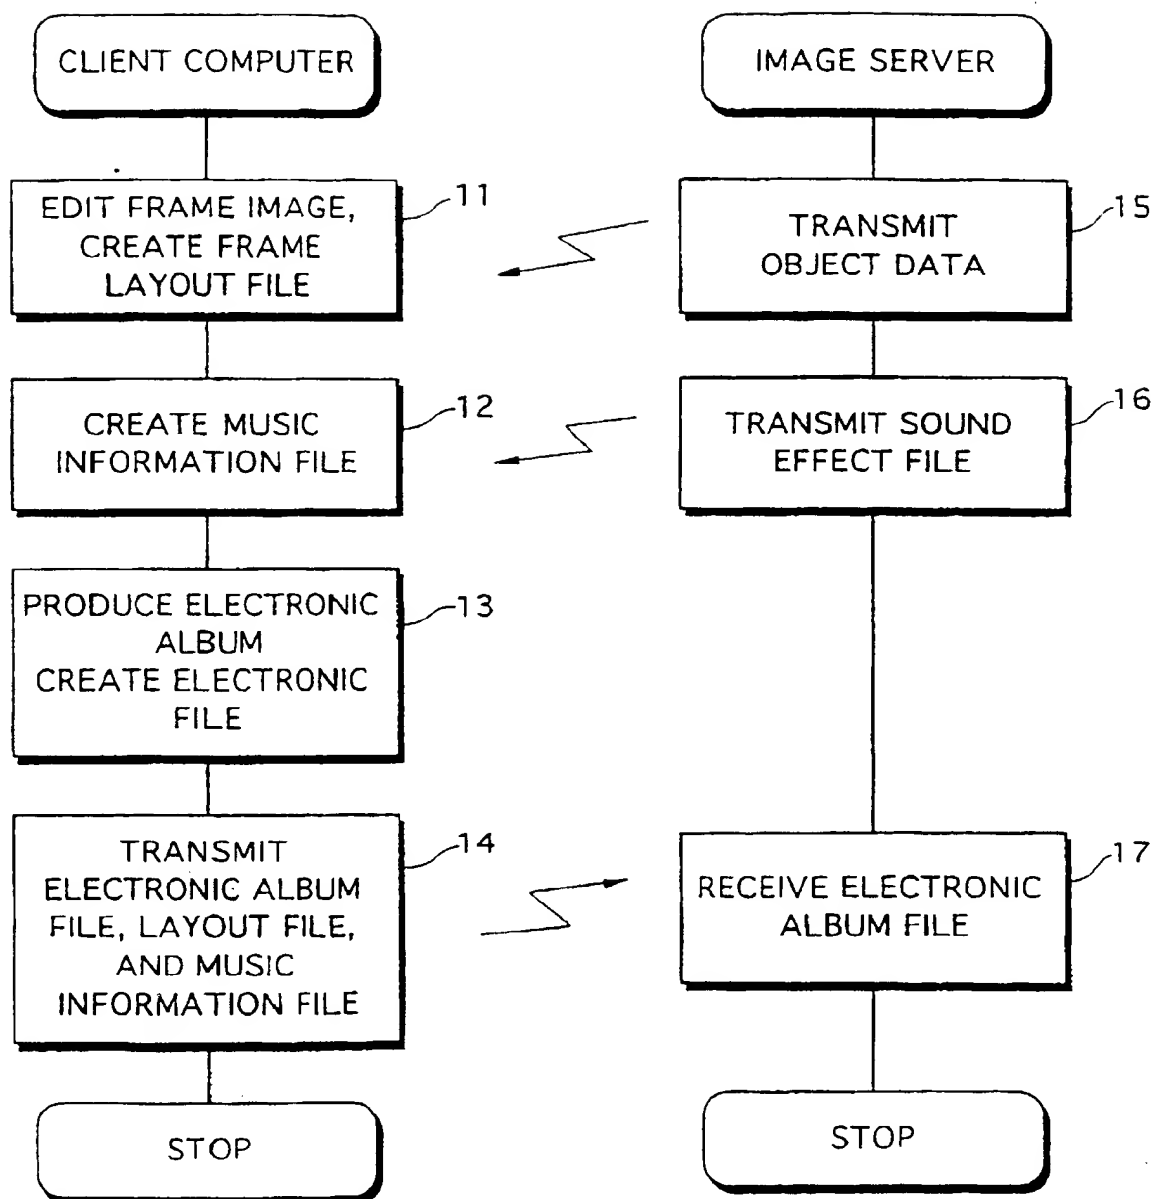 CLIENT COMPUTER
EDIT FRAME IMAGE,
CREATE FRAME
LAYOUT FILE
11
CREATE MUSIC
INFORMATION FILE
12
PRODUCE ELECTRONIC
ALBUM
CREATE ELECTRONIC
FILE
13
TRANSMIT
ELECTRONIC ALBUM
FILE, LAYOUT FILE,
AND MUSIC
INFORMATION FILE
14
STOP
IMAGE SERVER
TRANSMIT
OBJECT DATA
15
TRANSMIT SOUND
EFFECT FILE
16
RECEIVE ELECTRONIC
ALBUM FILE
17
STOP